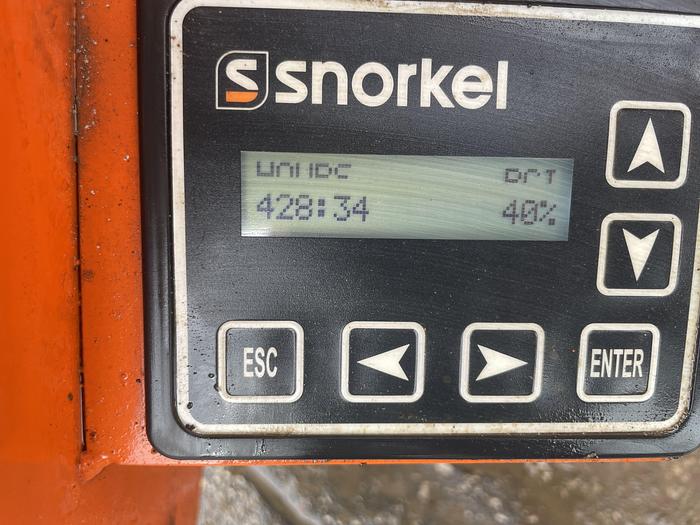 snorkel
428:34 40%
ESC ENTER